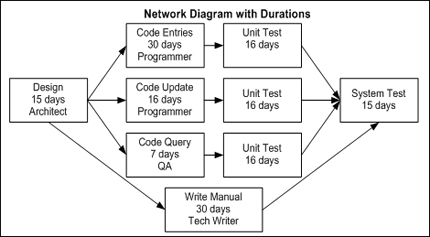 Network Diagram with Durations
Code Entries
30 days
Programmer
Unit Test
16 days
Design
15 days
Architect
Code Update
16 days
Programmer
Unit Test
16 days
System Test
15 days
Code Query
7 days
QA
Unit Test
16 days
Write Manual
30 days
Tech Writer